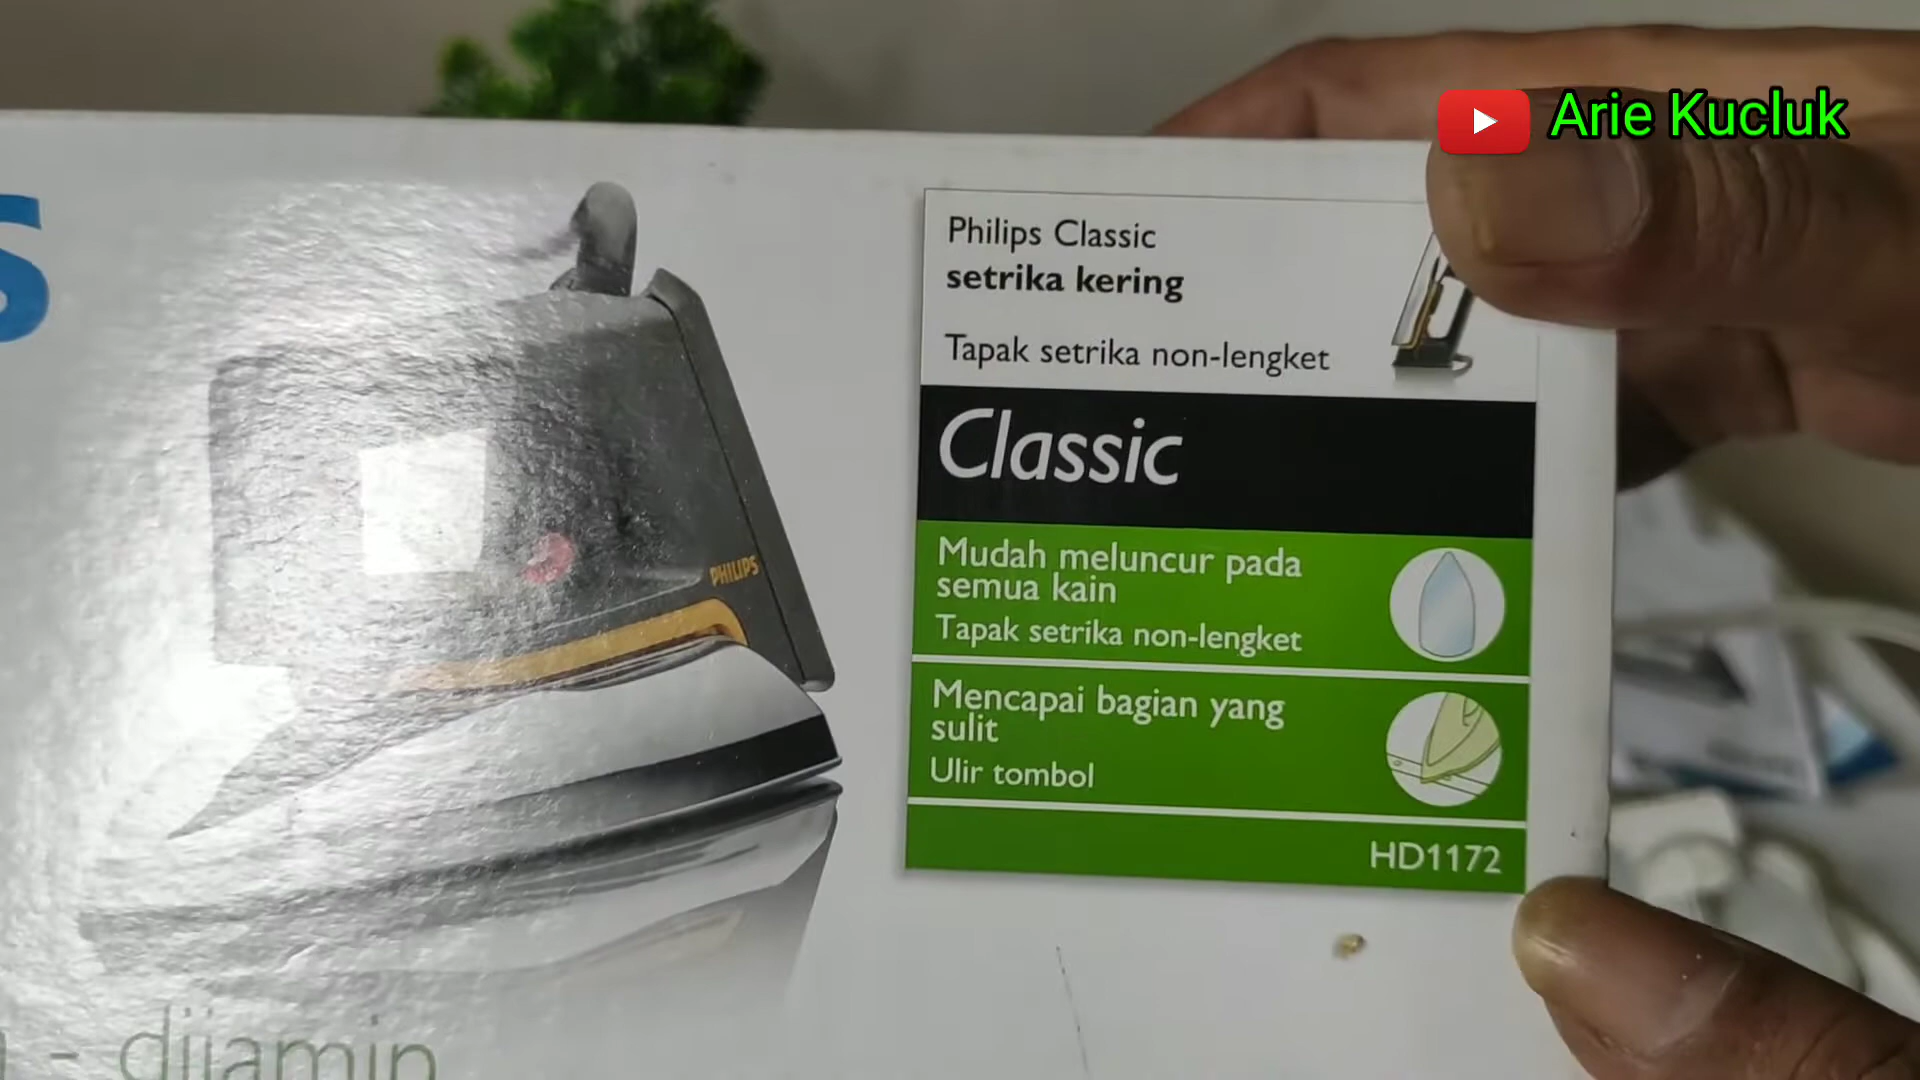 Arie Kucluk
Philips Classic
setrika kering
Tapak setrika non-lengket
Classic
Mudah meluncur pada
semua kain
Tapak setrika non-lengket
Mencapai bagian yang
sulit
Ulir tombol
HD1172
PHILIPS
S
- dijamin